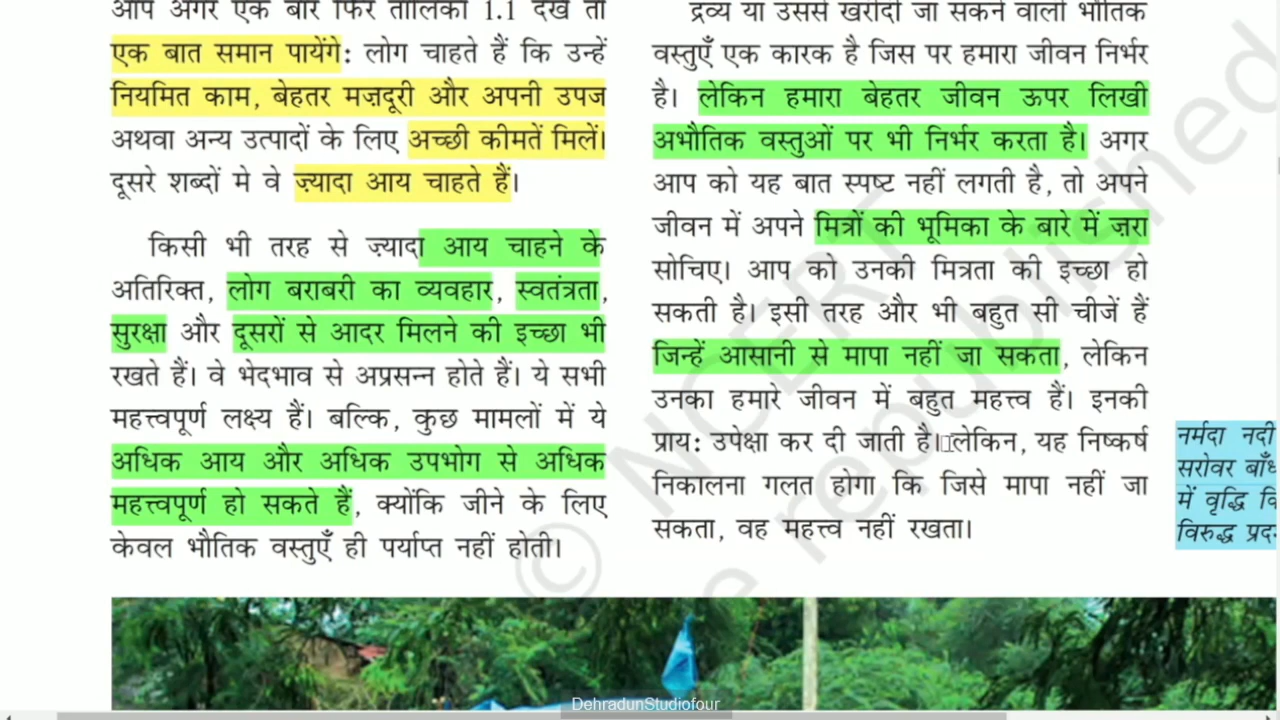 आप अगर एक बार फिर तालिका 1.1 देखें तो
एक बात समान पायेंगे: लोग चाहते हैं कि उन्हें
नियमित काम, बेहतर मज़दूरी और अपनी उपज
अथवा अन्य उत्पादों के लिए अच्छी कीमतें मिलें।
दूसरे शब्दों मे वे ज़्यादा आय चाहते हैं।
किसी भी तरह से ज़्यादा आय चाहने के
अतिरिक्त, लोग बराबरी का व्यवहार, स्वतंत्रता,
सुरक्षा और दूसरों से आदर मिलने की इच्छा भी
रखते हैं। वे भेदभाव से अप्रसन्न होते हैं। ये सभी
महत्त्वपूर्ण लक्ष्य हैं। बल्कि, कुछ मामलों में ये
अधिक आय और अधिक उपभोग से अधिक
महत्त्वपूर्ण हो सकते हैं, क्योंकि जीने के लिए
केवल भौतिक वस्तुएँ ही पर्याप्त नहीं होती।
द्रव्य या उससे खरीदी जा सकने वाली भौतिक
वस्तुएँ एक कारक है जिस पर हमारा जीवन निर्भर
है। लेकिन हमारा बेहतर जीवन ऊपर लिखी
अभौतिक वस्तुओं पर भी निर्भर करता है। अगर
आप को यह बात स्पष्ट नहीं लगती है, तो अपने
जीवन में अपने मित्रों की भूमिका के बारे में ज़रा
सोचिए। आप को उनकी मित्रता की इच्छा हो
सकती है। इसी तरह और भी बहुत सी चीजें हैं
जिन्हें आसानी से मापा नहीं जा सकता, लेकिन
उनका हमारे जीवन में बहुत महत्त्व हैं। इनकी
प्राय: उपेक्षा कर दी जाती है। लेकिन, यह निष्कर्ष
निकालना गलत होगा कि जिसे मापा नहीं जा
सकता, वह महत्त्व नहीं रखता।
नर्मदा नदी
सरोवर बाँध
में वृद्धि
विरुद्ध
© NCERT
republished
DehradunStudiofour